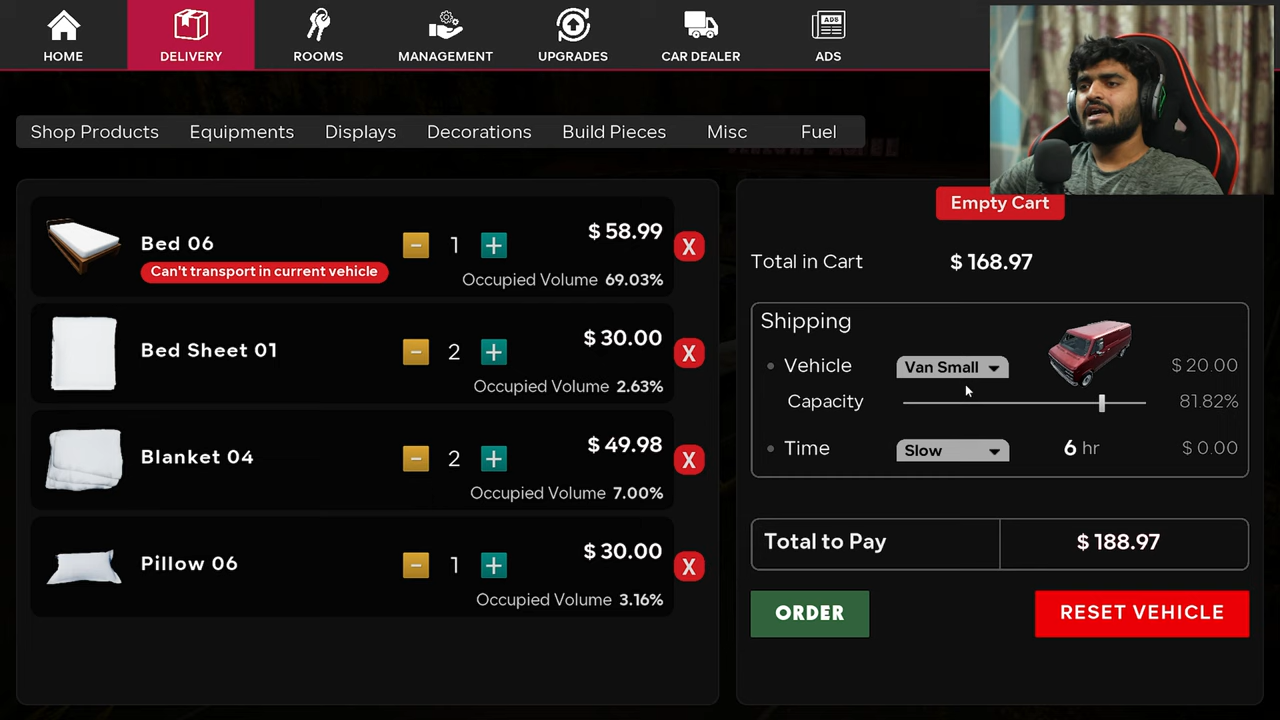 HOME
DELIVERY
ROOMS
MANAGEMENT
UPGRADES
CAR DEALER
ADS
ADS
Shop Products
Equipments
Displays
Decorations
Build Pieces
Misc
Fuel
Bed 06
Can't transport in current vehicle
1
$ 58.99
Occupied Volume 69.03%
X
Bed Sheet 01
2
$ 30.00
Occupied Volume 2.63%
X
Blanket 04
2
$ 49.98
Occupied Volume 7.00%
X
Pillow 06
1
$ 30.00
Occupied Volume 3.16%
X
Empty Cart
Total in Cart $ 168.97
Shipping
Vehicle Van Small $ 20.00
Capacity 81.82%
Time Slow 6 hr $ 0.00
Total to Pay $ 188.97
ORDER
RESET VEHICLE